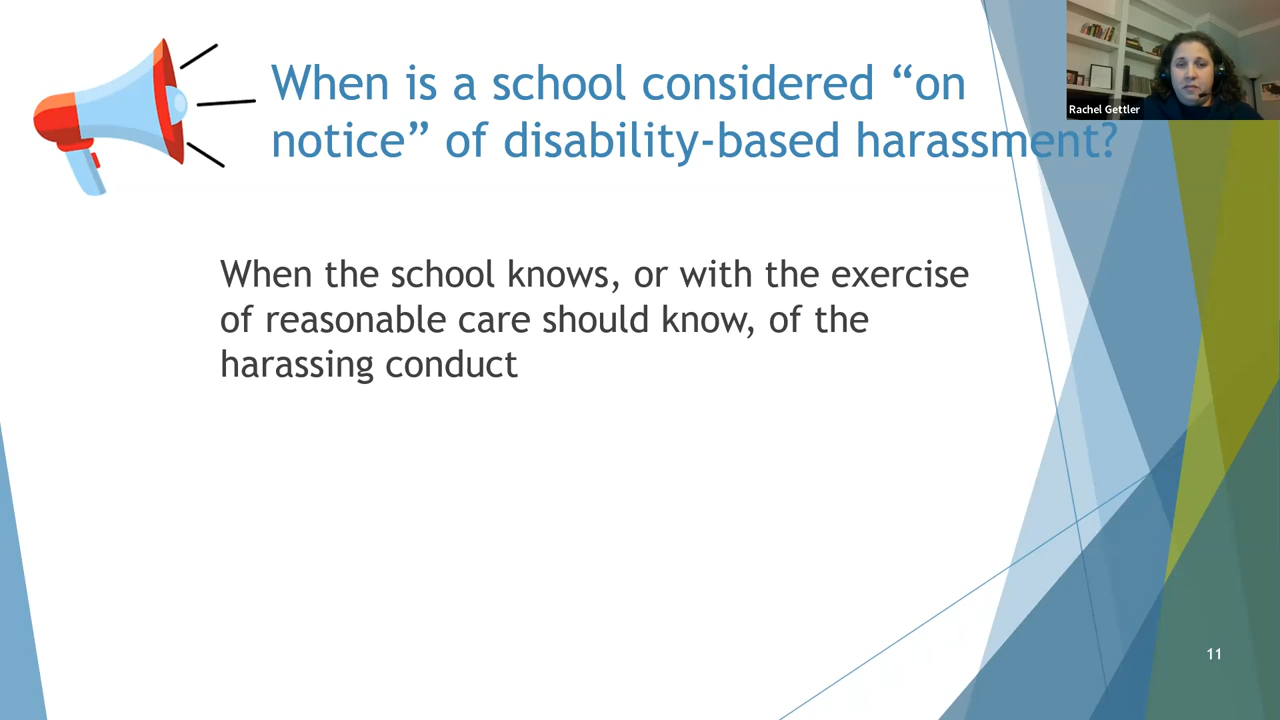 When is a school considered “on
notice” of disability-based harassment?
Rachel Gettler
When the school knows, or with the exercise
of reasonable care should know, of the
harassing conduct
11